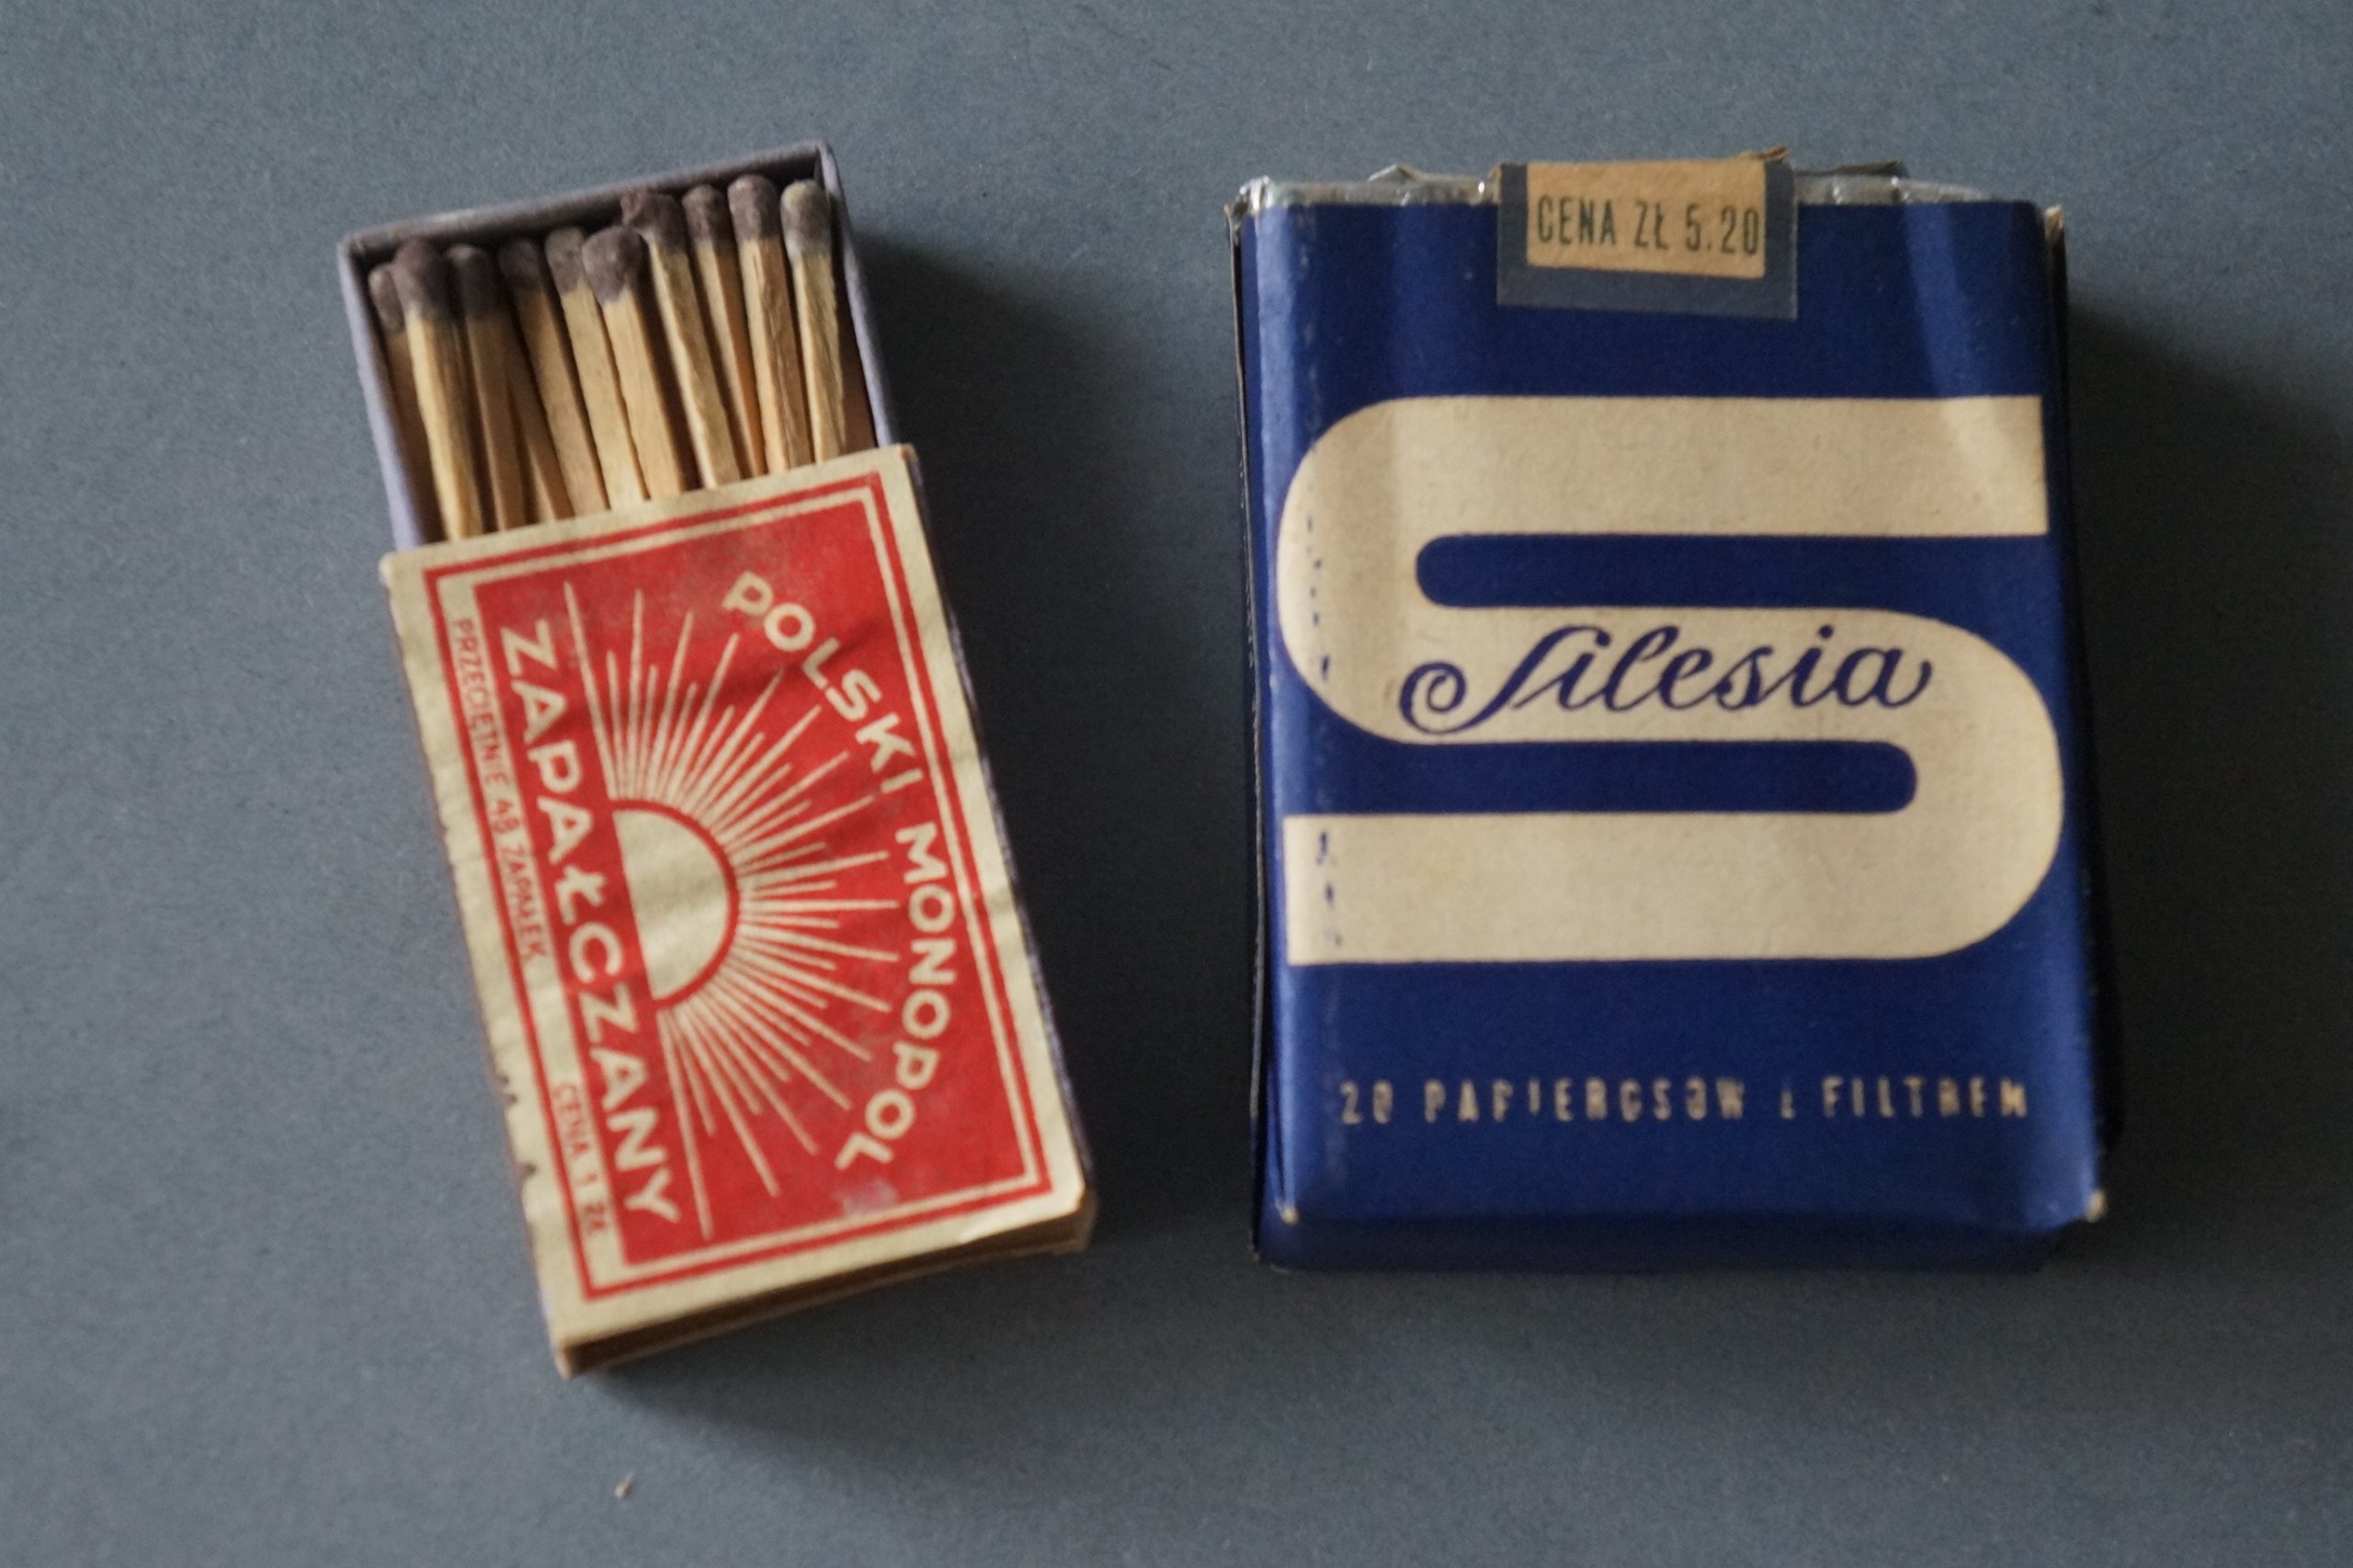 POLSKI MONOPOL
ZAPAŁCZANY
PRZECIĘTNIE 48 ZAPAŁEK
CENA 1 ZŁ
CENA ZŁ 5.20
Silesia
20 PAPIEROSÓW Z FILTREM